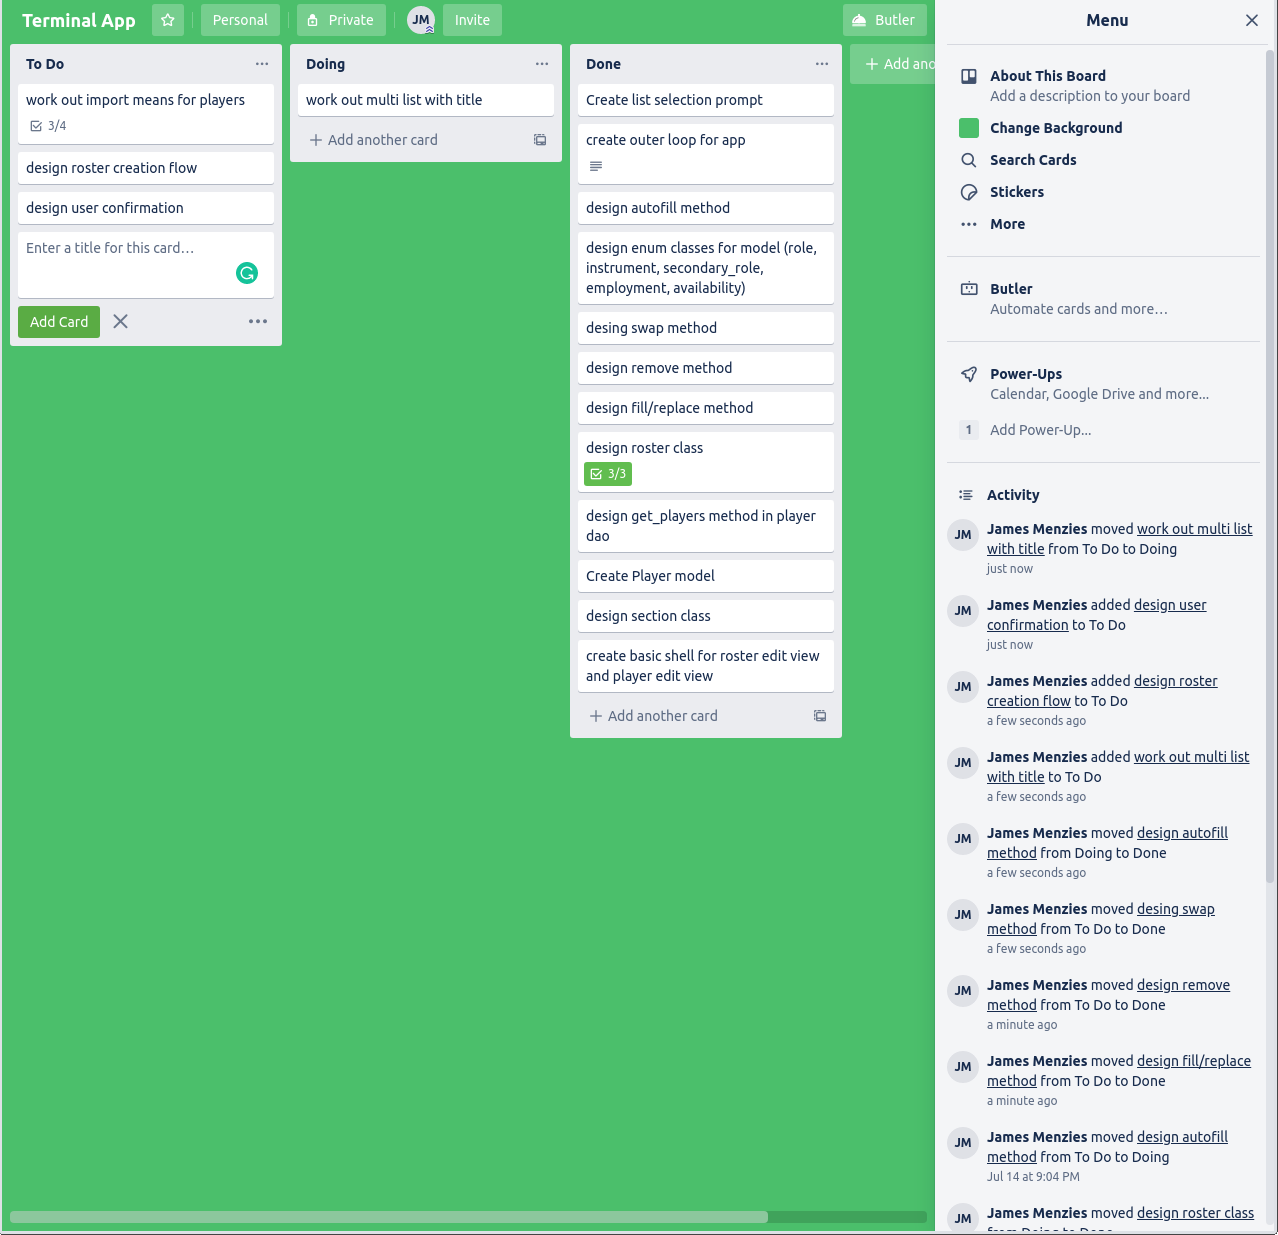 Terminal App
Personal
Private
JM
Invite
Butler
To Do
work out import means for players
3/4
design roster creation flow
design user confirmation
Enter a title for this card…
Add Card
Doing
work out multi list with title
Add another card
Done
Create list selection prompt
create outer loop for app
design autofill method
design enum classes for model (role,
instrument, secondary_role,
employment, availability)
desing swap method
design remove method
design fill/replace method
design roster class
3/3
design get_players method in player
dao
Create Player model
design section class
create basic shell for roster edit view
and player edit view
Add another card
Add ano
Menu
About This Board
Add a description to your board
Change Background
Search Cards
Stickers
More
Butler
Automate cards and more…
Power-Ups
Calendar, Google Drive and more...
1 Add Power-Up...
Activity
JM
James Menzies moved work out multi list
with title from To Do to Doing
just now
JM
James Menzies added design user
confirmation to To Do
just now
JM
James Menzies added design roster
creation flow to To Do
a few seconds ago
JM
James Menzies added work out multi list
with title to To Do
a few seconds ago
JM
James Menzies moved design autofill
method from Doing to Done
a few seconds ago
JM
James Menzies moved desing swap
method from To Do to Done
a few seconds ago
JM
James Menzies moved design remove
method from To Do to Done
a minute ago
JM
James Menzies moved design fill/replace
method from To Do to Done
a minute ago
JM
James Menzies moved design autofill
method from To Do to Doing
Jul 14 at 9:04 PM
JM
James Menzies moved design roster class
from Doing to Done